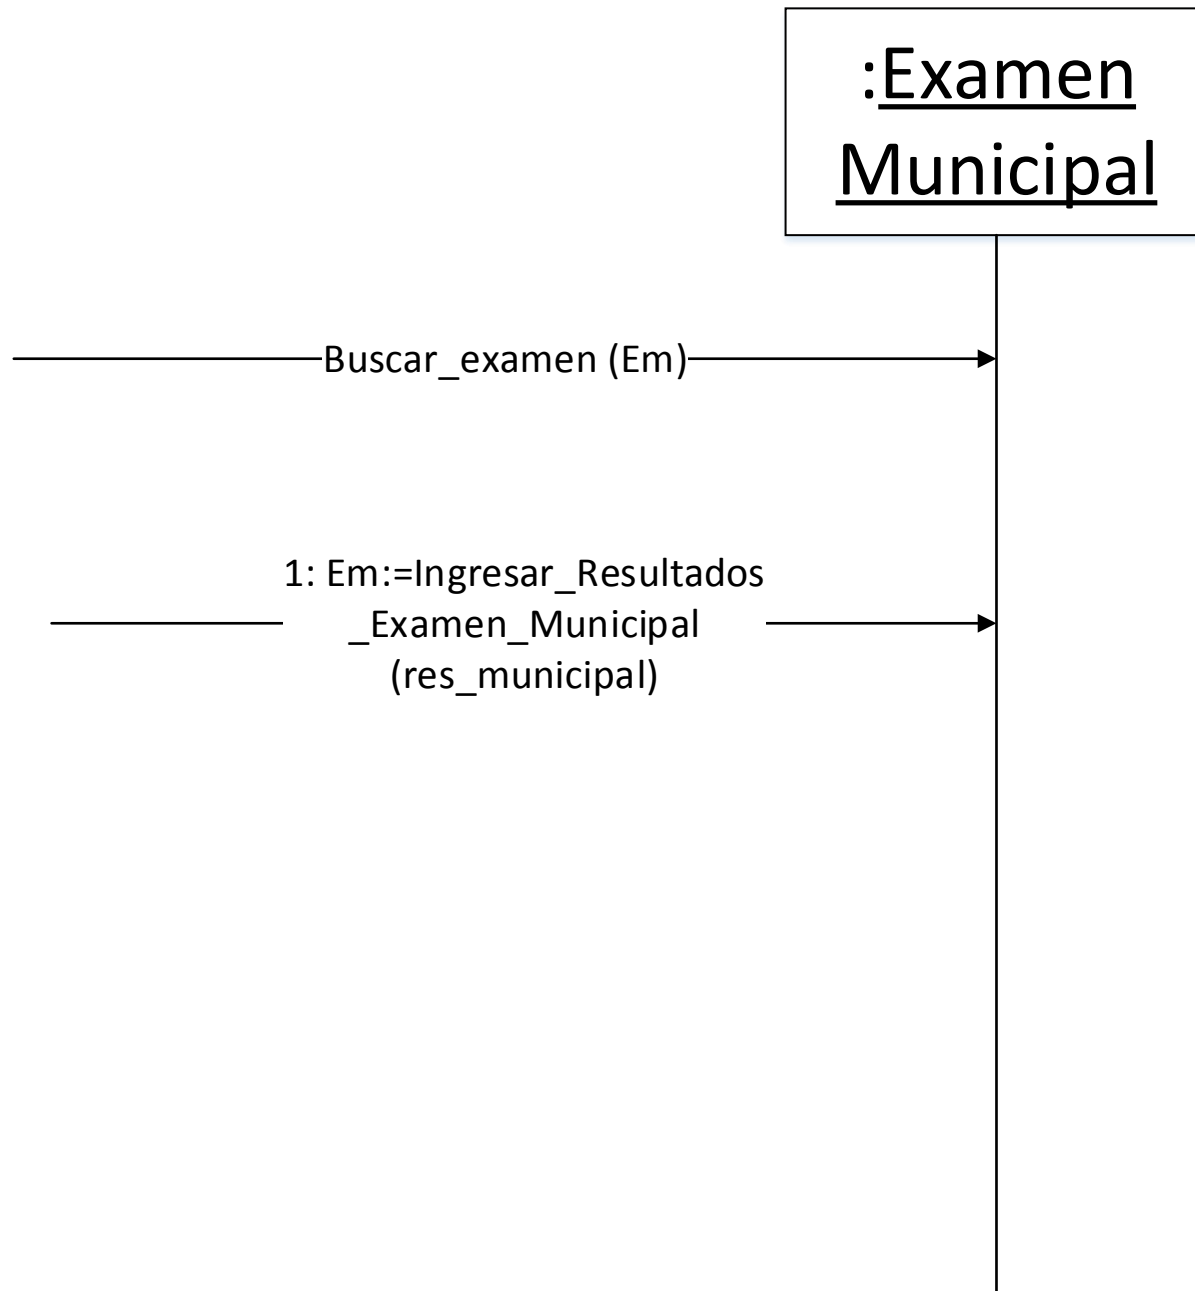 :Examen
Municipal
Buscar_examen (Em)
1: Em:=Ingresar_Resultados
_Examen_Municipal
(res_municipal)